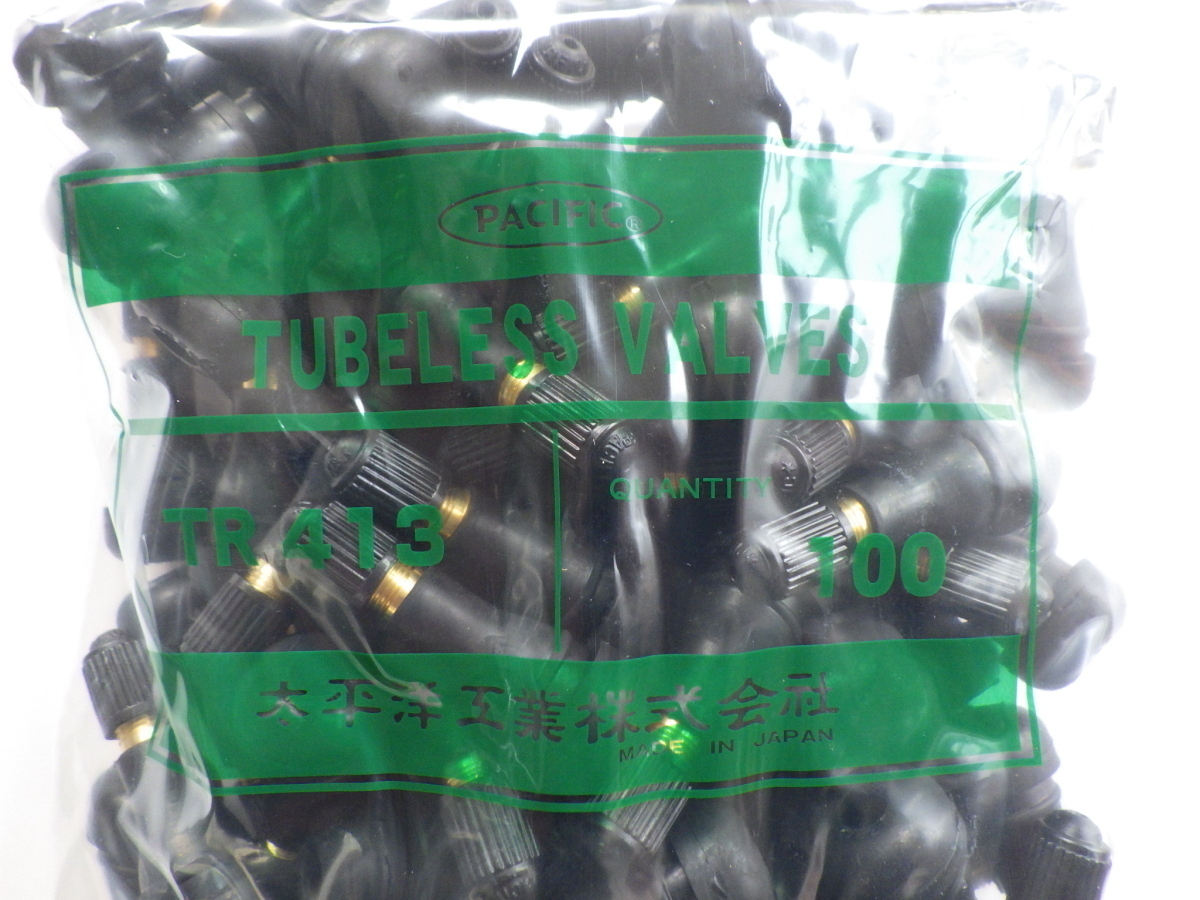 PACIFIC®
TUBELESS VALVES
TR 413
QUANTITY
100
太平洋工業株式会社
MADE IN JAPAN